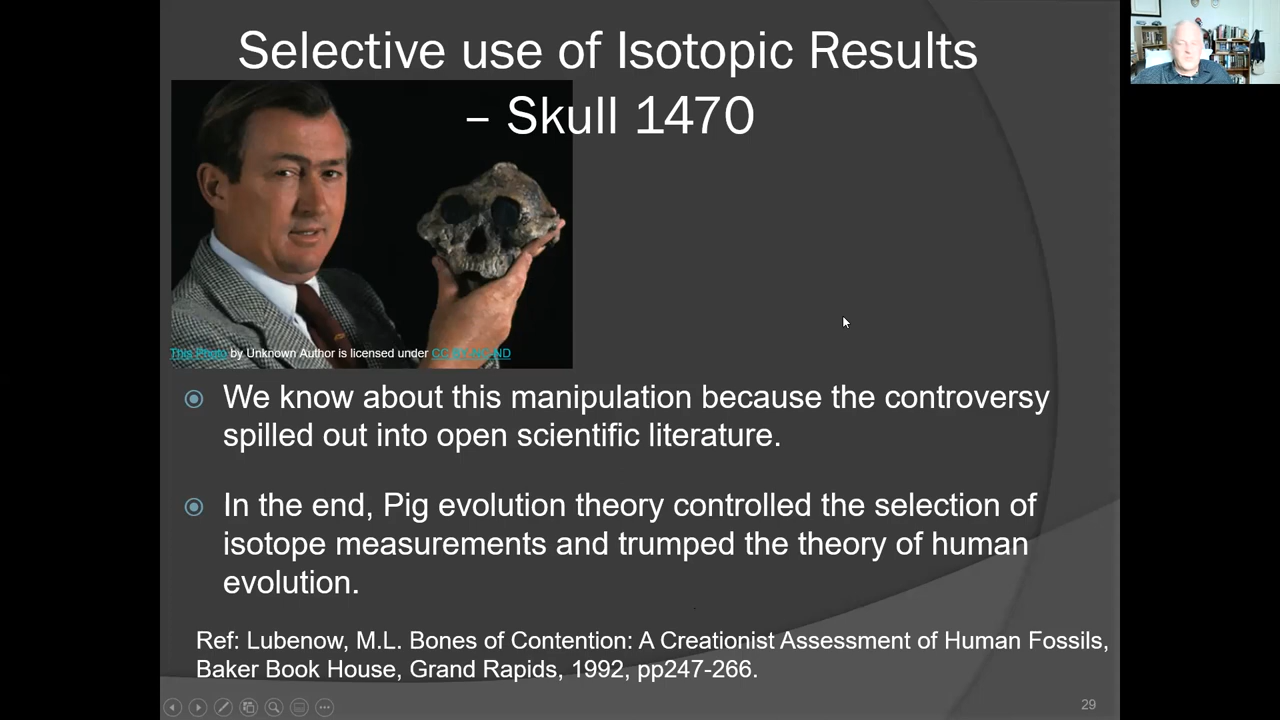 Selective use of Isotopic Results
– Skull 1470
This Photo by Unknown Author is licensed under CC BY-NC-ND
We know about this manipulation because the controversy
spilled out into open scientific literature.
In the end, Pig evolution theory controlled the selection of
isotope measurements and trumped the theory of human
evolution.
Ref: Lubenow, M.L. Bones of Contention: A Creationist Assessment of Human Fossils,
Baker Book House, Grand Rapids, 1992, pp247-266.
29